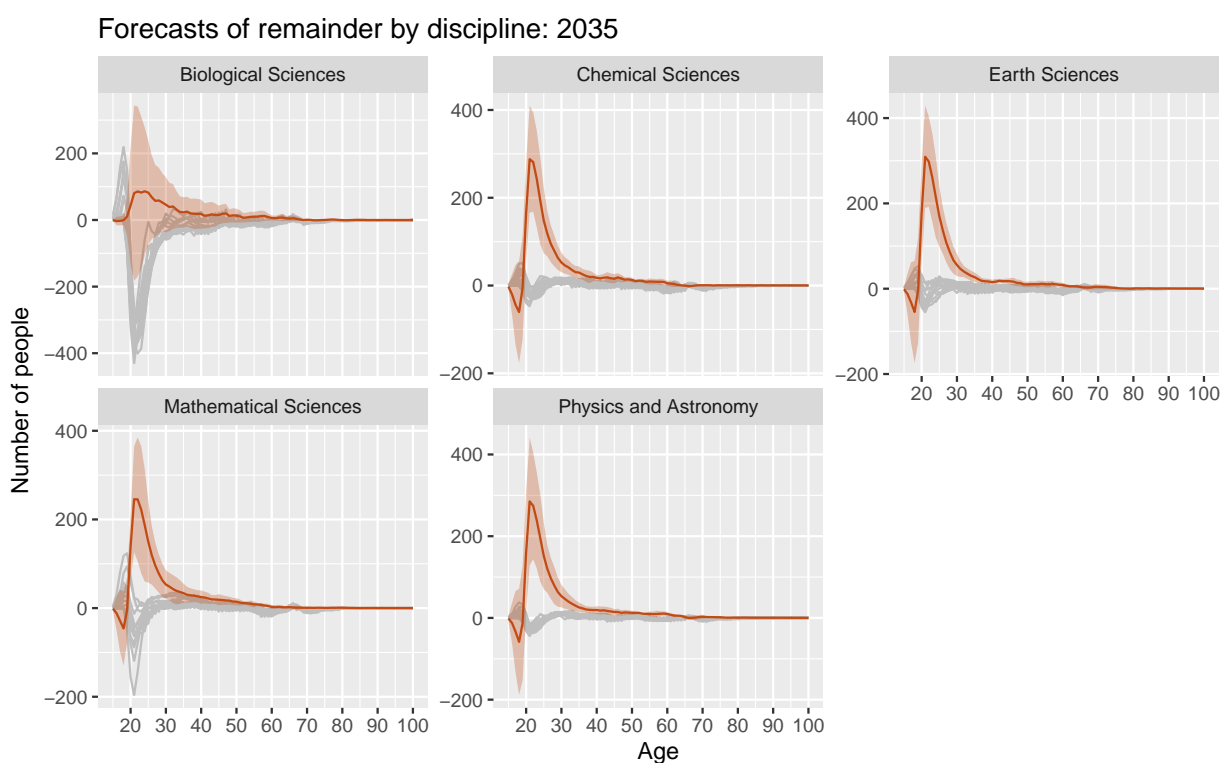 Forecasts of remainder by discipline: 2035
Biological Sciences
Chemical Sciences
Earth Sciences
200
0
−200
−400
400
200
0
−200
400
200
0
−200
20 30 40 50 60 70 80 90 100
Mathematical Sciences
Physics and Astronomy
400
200
0
−200
400
200
0
−200
20 30 40 50 60 70 80 90 100
20 30 40 50 60 70 80 90 100
Number of people
Age